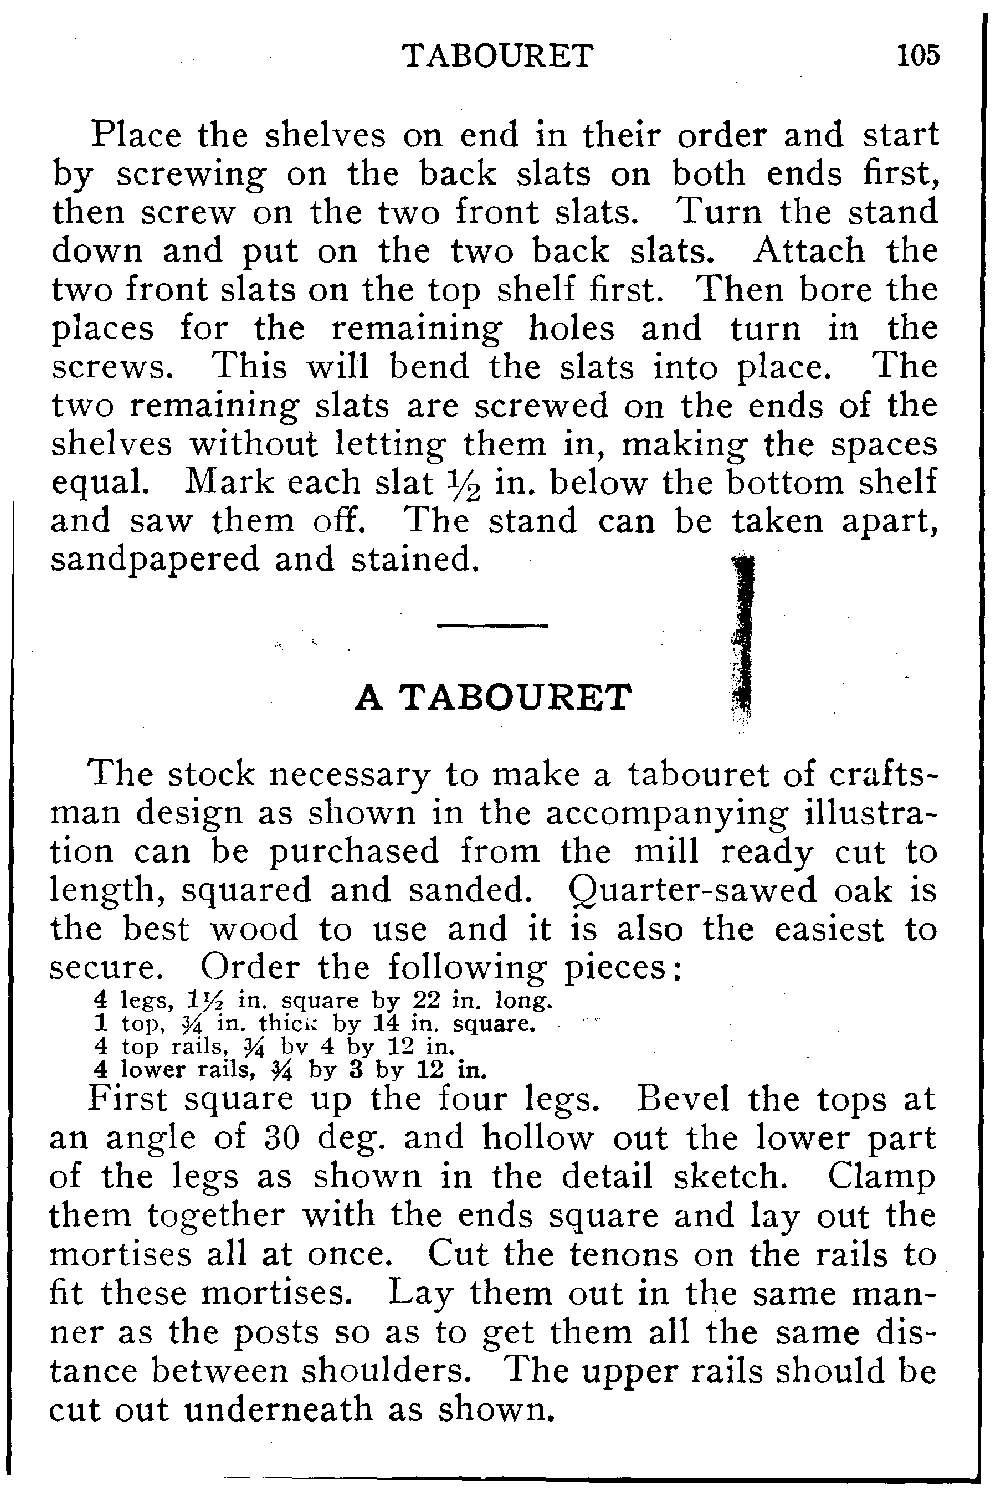 TABOURET 105
Place the shelves on end in their order and start
by screwing on the back slats on both ends first,
then screw on the two front slats. Turn the stand
down and put on the two back slats. Attach the
two front slats on the top shelf first. Then bore the
places for the remaining holes and turn in the
screws. This will bend the slats into place. The
two remaining slats are screwed on the ends of the
shelves without letting them in, making the spaces
equal. Mark each slat ½ in. below the bottom shelf
and saw them off. The stand can be taken apart,
sandpapered and stained.
A TABOURET
The stock necessary to make a tabouret of crafts-
man design as shown in the accompanying illustra-
tion can be purchased from the mill ready cut to
length, squared and sanded. Quarter-sawed oak is
the best wood to use and it is also the easiest to
secure. Order the following pieces:
4 legs, 1½ in. square by 22 in. long.
1 top, ¾ in. thick by 14 in. square.
4 top rails, ¾ by 4 by 12 in.
4 lower rails, ¾ by 3 by 12 in.
First square up the four legs. Bevel the tops at
an angle of 30 deg. and hollow out the lower part
of the legs as shown in the detail sketch. Clamp
them together with the ends square and lay out the
mortises all at once. Cut the tenons on the rails to
fit these mortises. Lay them out in the same man-
ner as the posts so as to get them all the same dis-
tance between shoulders. The upper rails should be
cut out underneath as shown.